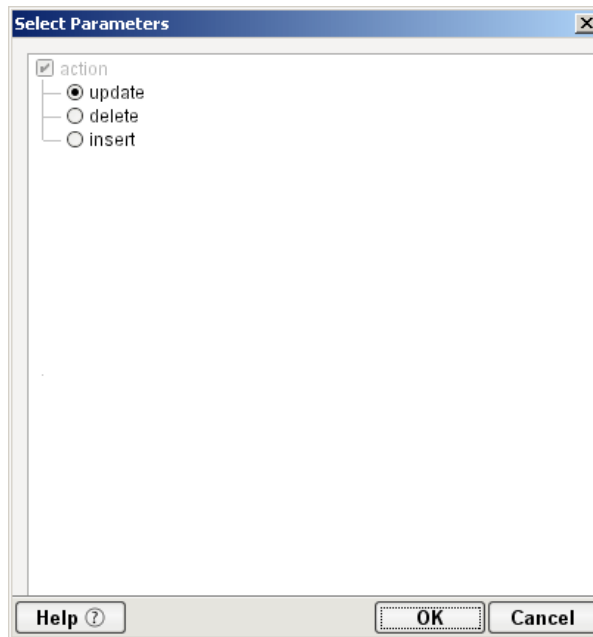 Select Parameters
action
update
delete
insert
Help ?
OK
Cancel